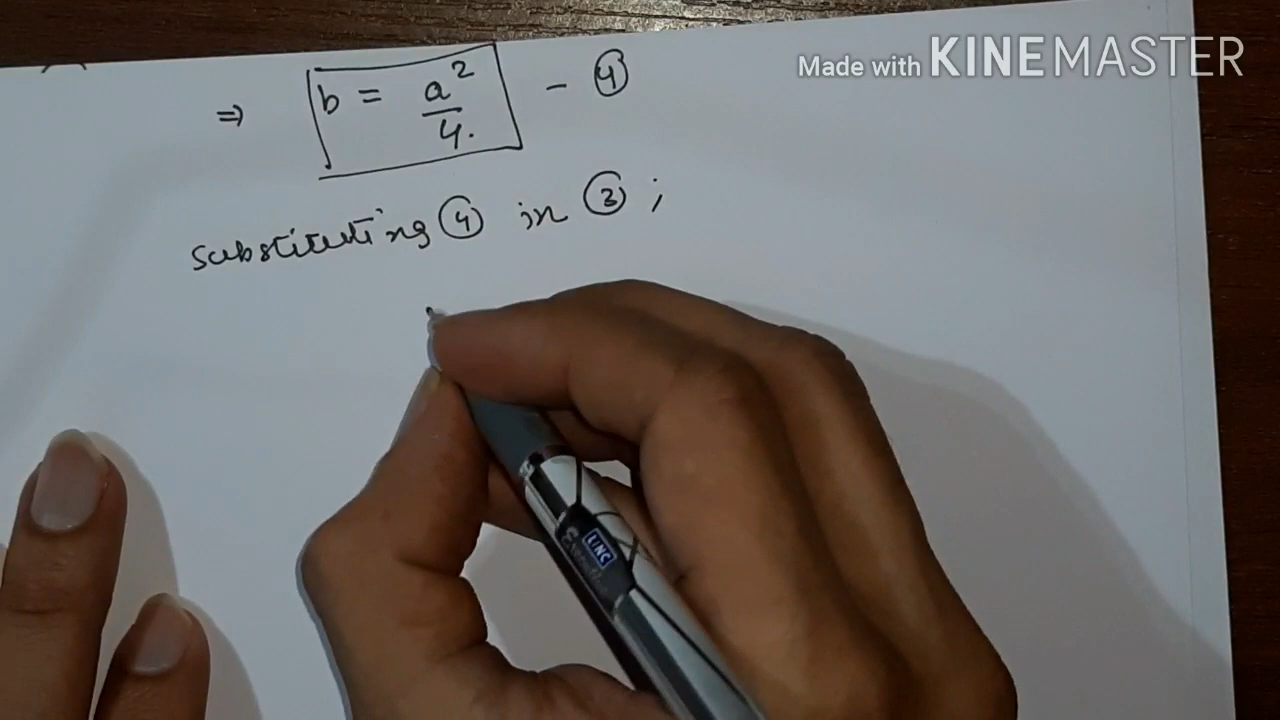 Made with KINEMASTER
⇒ b = a²/4. - ④
substituting ④ in ③ ;
LINC